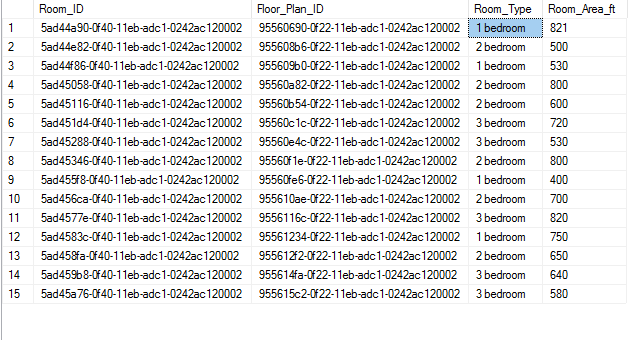 Room_ID Floor_Plan_ID Room_Type Room_Area_ft
1 5ad44a90-0f40-11eb-adc1-0242ac120002 95560690-0f22-11eb-adc1-0242ac120002 1 bedroom 821
2 5ad44e82-0f40-11eb-adc1-0242ac120002 955608b6-0f22-11eb-adc1-0242ac120002 2 bedroom 500
3 5ad44f86-0f40-11eb-adc1-0242ac120002 955609b0-0f22-11eb-adc1-0242ac120002 1 bedroom 530
4 5ad45058-0f40-11eb-adc1-0242ac120002 95560a82-0f22-11eb-adc1-0242ac120002 2 bedroom 800
5 5ad45116-0f40-11eb-adc1-0242ac120002 95560b54-0f22-11eb-adc1-0242ac120002 2 bedroom 600
6 5ad451d4-0f40-11eb-adc1-0242ac120002 95560c1c-0f22-11eb-adc1-0242ac120002 3 bedroom 720
7 5ad45288-0f40-11eb-adc1-0242ac120002 95560e4c-0f22-11eb-adc1-0242ac120002 3 bedroom 530
8 5ad45346-0f40-11eb-adc1-0242ac120002 95560f1e-0f22-11eb-adc1-0242ac120002 2 bedroom 800
9 5ad455f8-0f40-11eb-adc1-0242ac120002 95560fe6-0f22-11eb-adc1-0242ac120002 1 bedroom 400
10 5ad456ca-0f40-11eb-adc1-0242ac120002 955610ae-0f22-11eb-adc1-0242ac120002 2 bedroom 700
11 5ad4577e-0f40-11eb-adc1-0242ac120002 9556116c-0f22-11eb-adc1-0242ac120002 3 bedroom 820
12 5ad4583c-0f40-11eb-adc1-0242ac120002 95561234-0f22-11eb-adc1-0242ac120002 1 bedroom 750
13 5ad458fa-0f40-11eb-adc1-0242ac120002 955612f2-0f22-11eb-adc1-0242ac120002 2 bedroom 650
14 5ad459b8-0f40-11eb-adc1-0242ac120002 955614fa-0f22-11eb-adc1-0242ac120002 3 bedroom 640
15 5ad45a76-0f40-11eb-adc1-0242ac120002 955615c2-0f22-11eb-adc1-0242ac120002 3 bedroom 580